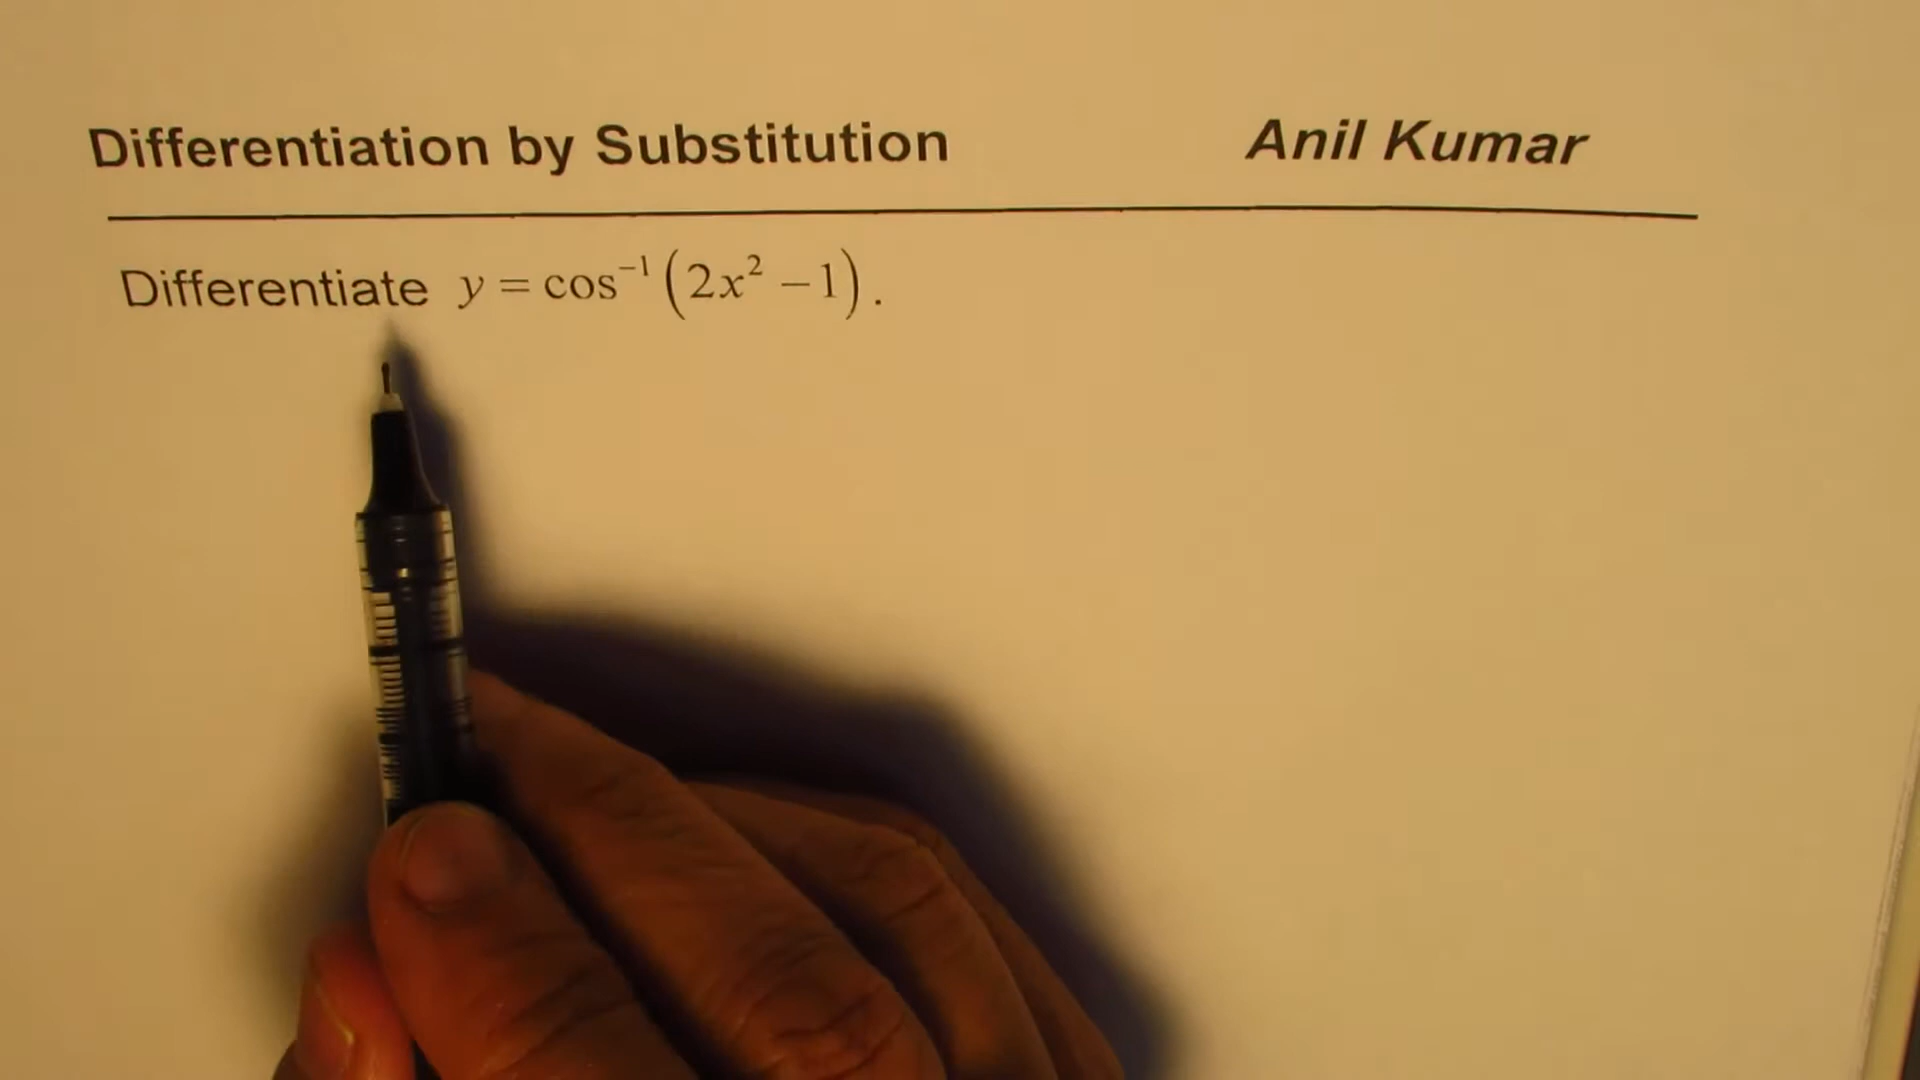 Differentiation by Substitution Anil Kumar
Differentiate y = cos⁻¹(2x² − 1).